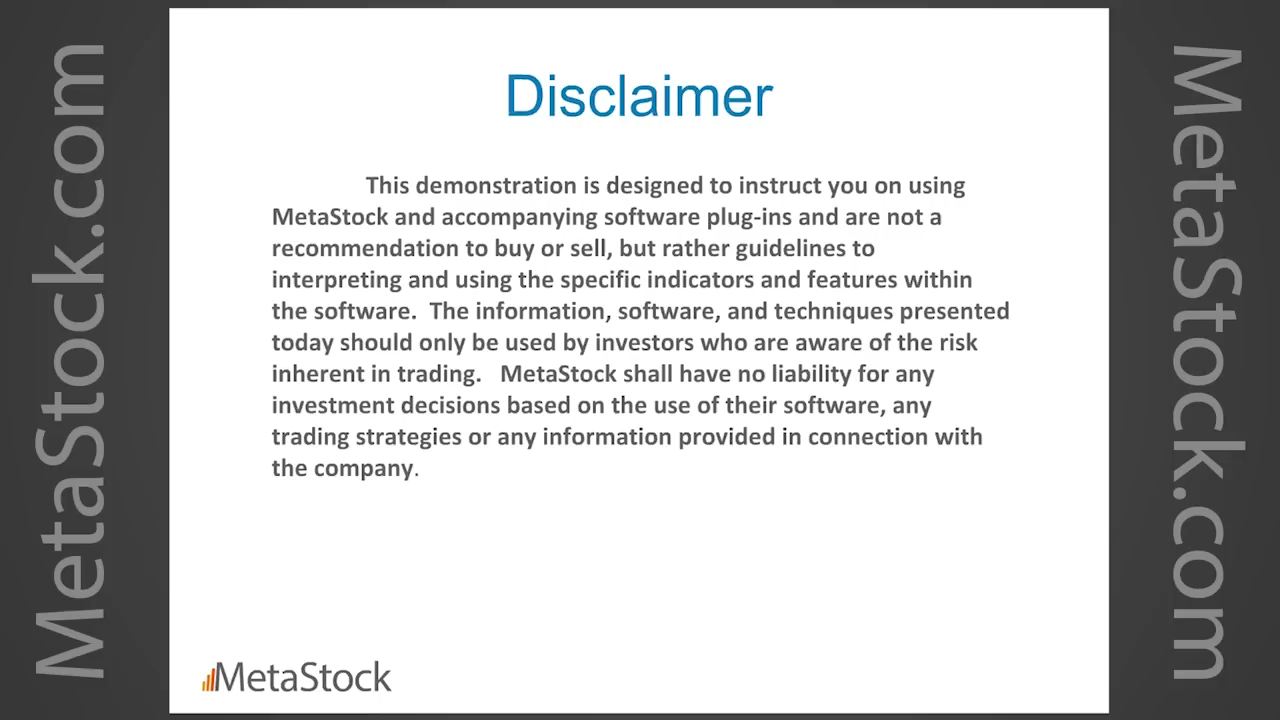 MetaStock.com
Disclaimer
This demonstration is designed to instruct you on using
MetaStock and accompanying software plug-ins and are not a
recommendation to buy or sell, but rather guidelines to
interpreting and using the specific indicators and features within
the software.  The information, software, and techniques presented
today should only be used by investors who are aware of the risk
inherent in trading.   MetaStock shall have no liability for any
investment decisions based on the use of their software, any
trading strategies or any information provided in connection with
the company.
MetaStock
MetaStock.com